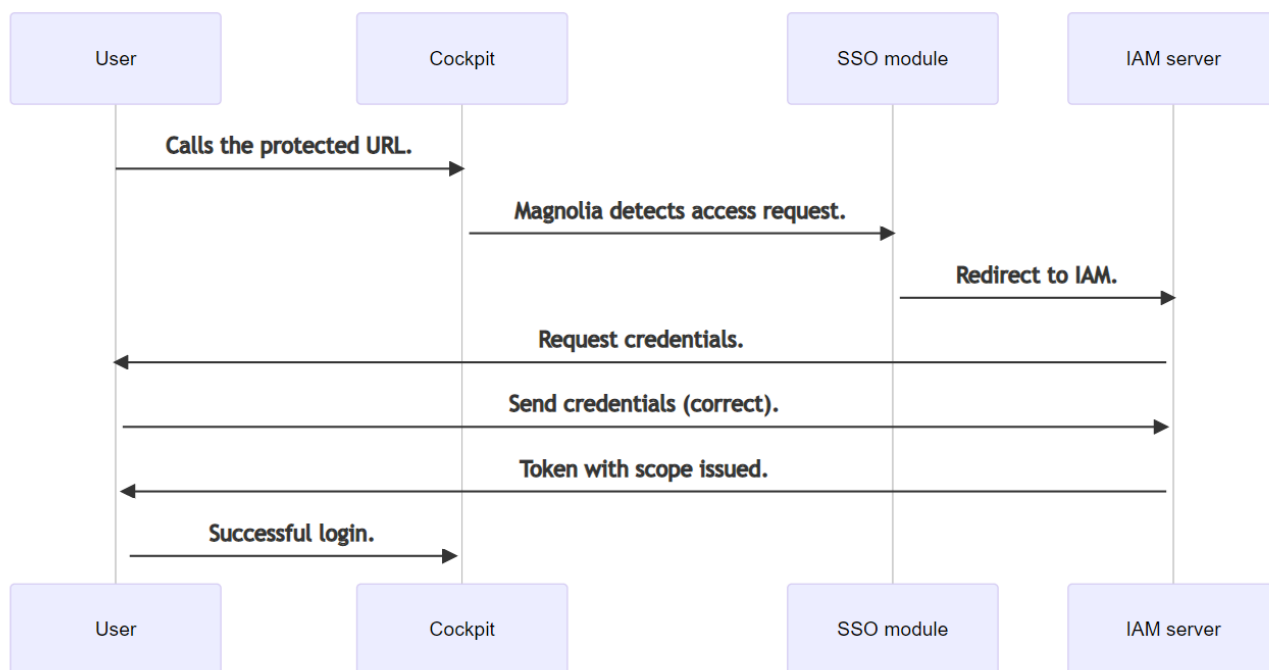 User
Cockpit
SSO module
IAM server
Calls the protected URL.
Magnolia detects access request.
Redirect to IAM.
Request credentials.
Send credentials (correct).
Token with scope issued.
Successful login.
User
Cockpit
SSO module
IAM server